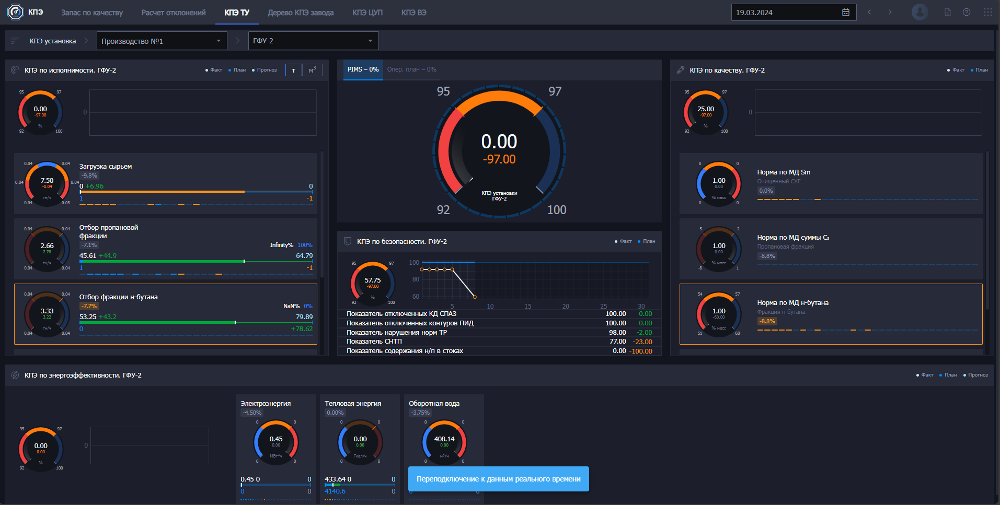 КПЭ
Запас по качеству
Расчет отклонений
КПЭ ТУ
Дерево КПЭ завода
КПЭ ЦУП
КПЭ ВЭ
19.03.2024
КПЭ установка
Производство №1
ГФУ-2
КПЭ по исполнимости. ГФУ-2
Факт План Прогноз
т м³
95 97
0.00
-97.00
%
92 100
0
0.04 0.04
0.04 0.04
7.50
-0.04
тн/ч
0.04 0.05
Загрузка сырьем
-9.8%
0 +6.96 0
1 -1
0.04 0.04
2.66
2.70
тн/ч
0.04 0.04
Отбор пропановой
фракции
-7.1% Infinity% 100%
45.61 +44.9 64.79
1 -1
0.04 0.04
3.33
3.22
тн/ч
0.04 0.04
Отбор фракции н-бутана
-7.7% NaN% 0%
53.25 +43.2 79.89
0 +78.62
PIMS – 0% Опер. план – 0%
95 97
0.00
-97.00
КПЭ установки
ГФУ-2
92 100
КПЭ по безопасности. ГФУ-2
Факт План
95 97
57.75
-97.00
%
92 100
100
80
60
5 10 15 20 25 30
Показатель отключенных КД СПАЗ 100.00 0.00
Показатель отключенных контуров ПИД 100.00 0.00
Показатель нарушения норм ТР 98.00 -2.00
Показатель СНТП 77.00 -23.00
Показатель содержания н/п в стоках 0.00 -100.00
КПЭ по качеству. ГФУ-2
Факт План
95 97
25.00
-97.00
%
92 100
0
0 0
1.00
0.00
% масс
0 0
Норма по МД Sm
Очищенный СУГ
0.0%
-5 -2
1.00
0.00
% масс
-8 1
Норма по МД суммы C₃
Пропановая фракция
-8.8%
54 57
1.00
-60.00
% масс
51 60
Норма по МД н-бутана
Фракция н-бутана
-8.8%
КПЭ по энергоэффективности. ГФУ-2
Факт План Прогноз
95 97
0.00
0.00
%
92 100
0
Электроэнергия
-4.50%
0 0
0.45
0.00
МВт*ч
0 0
0.45 0 0
0 0
Тепловая энергия
0.00%
0 0
0.00
0.00
Гкал/ч
0 0
433.64 0 0
4140.6 0
Оборотная вода
-3.75%
0 0
408.14
0.00
м³/ч
0 0
Переподключение к данным реального времени